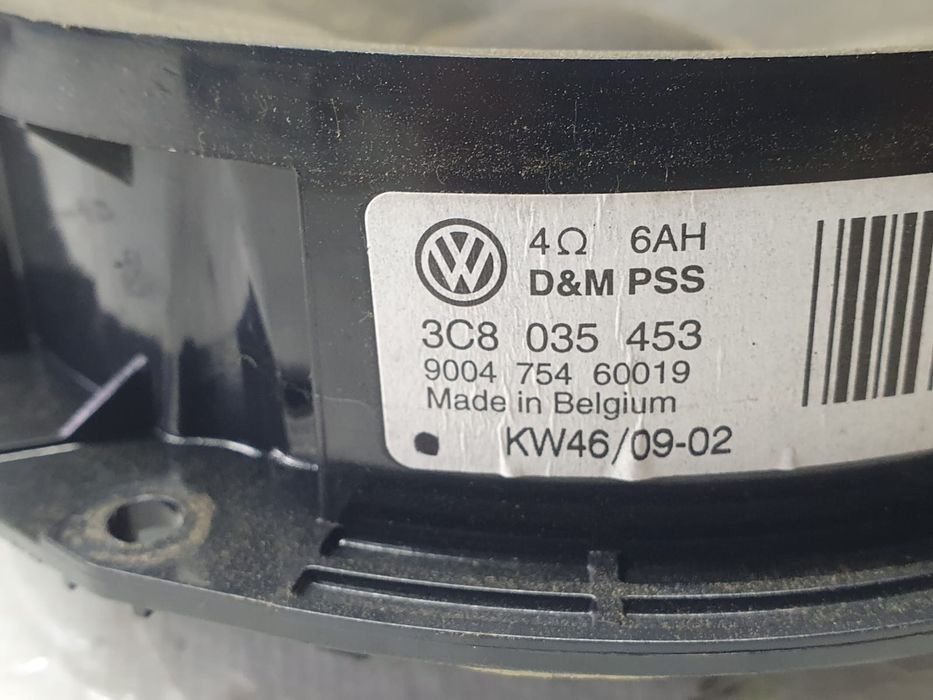 4Ω 6AH
D&M PSS
3C8 035 453
9004 754 60019
Made in Belgium
KW46/09-02